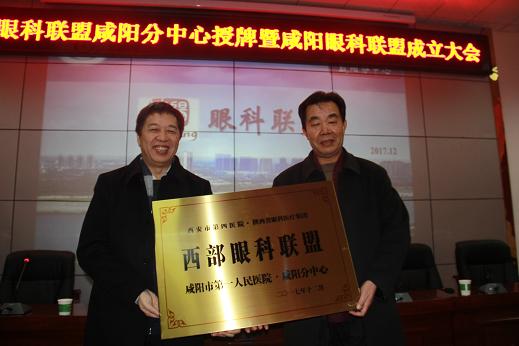 眼科联盟咸阳分中心授牌暨咸阳眼科联盟成立大会
眼科联
2017.12
西安市第四医院·陕西省眼科医疗集团
西部眼科联盟
咸阳市第一人民医院·咸阳分中心
二〇一七年十二月